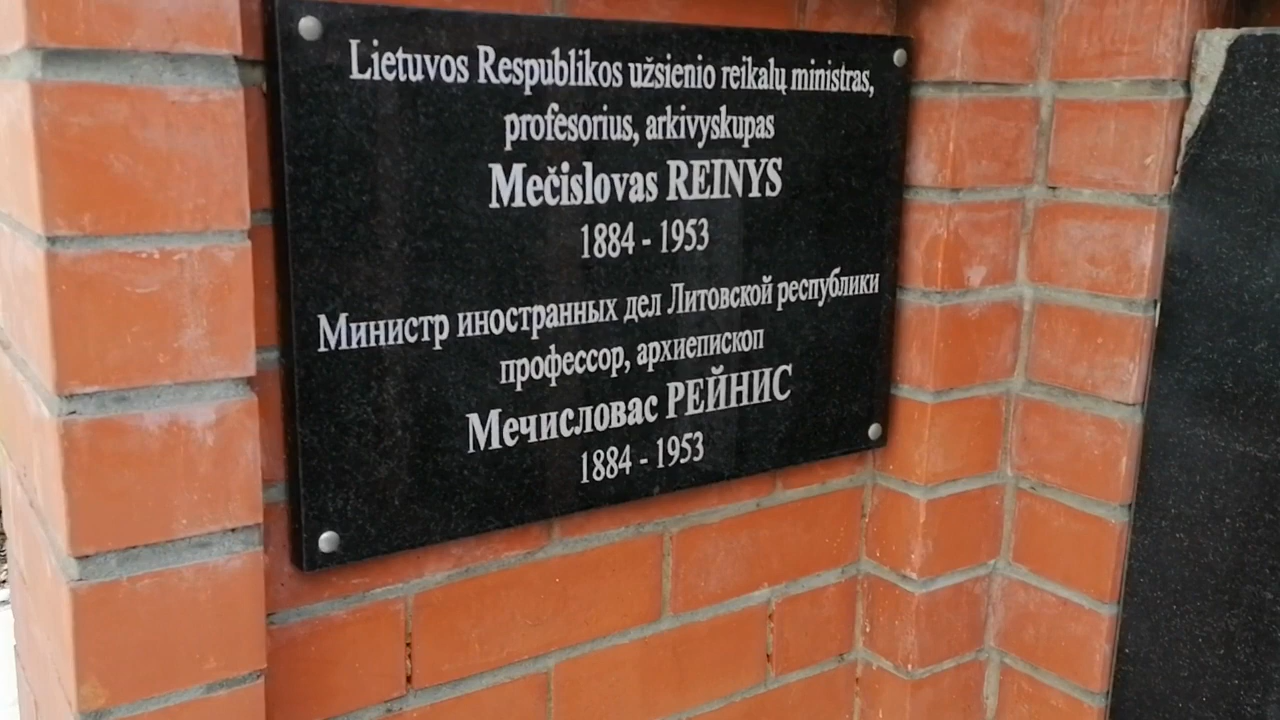 Lietuvos Respublikos užsienio reikalų ministras,
profesorius, arkivyskupas
Mečislovas REINYS
1884 - 1953
Министр иностранных дел Литовской республики
профессор, архиепископ
Мечисловас РЕЙНИС
1884 - 1953